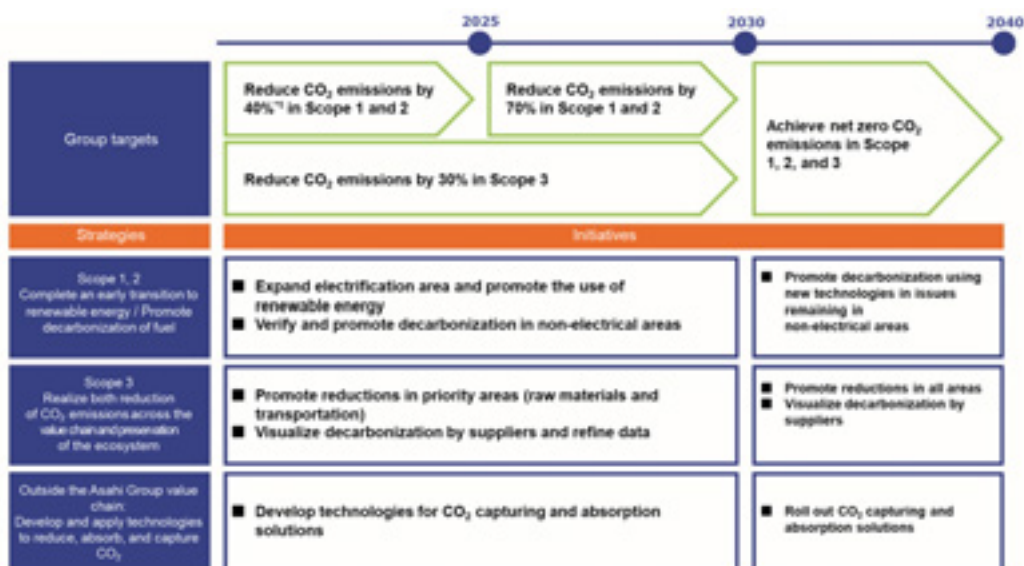 2025
2030
2040
Group targets
Reduce CO₂ emissions by
40%*¹ in Scope 1 and 2
Reduce CO₂ emissions by
70% in Scope 1 and 2
Reduce CO₂ emissions by 30% in Scope 3
Achieve net zero CO₂
emissions in Scope
1, 2, and 3
Strategies
Initiatives
Scope 1, 2
Complete an early transition to
renewable energy / Promote
decarbonization of fuel
■ Expand electrification area and promote the use of
renewable energy
■ Verify and promote decarbonization in non-electrical areas
■ Promote decarbonization using
new technologies in issues
remaining in
non-electrical areas
Scope 3
Realize both reduction
of CO₂ emissions across the
value chain and preservation
of the ecosystem
■ Promote reductions in priority areas (raw materials and
transportation)
■ Visualize decarbonization by suppliers and refine data
■ Promote reductions in all areas
■ Visualize decarbonization by
suppliers
Outside the Asahi Group value
chain:
Develop and apply technologies
to reduce, absorb, and capture
CO₂
■ Develop technologies for CO₂ capturing and absorption
solutions
■ Roll out CO₂ capturing and
absorption solutions